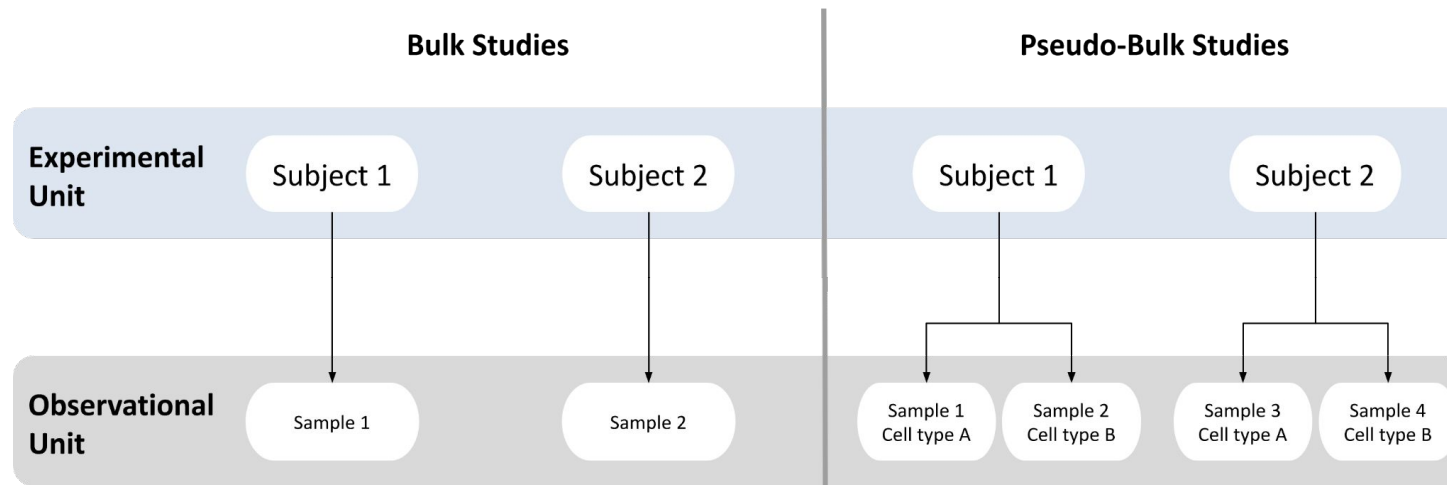 Bulk Studies
Pseudo-Bulk Studies
Experimental
Unit
Subject 1
Subject 2
Subject 1
Subject 2
Observational
Unit
Sample 1
Sample 2
Sample 1
Cell type A
Sample 2
Cell type B
Sample 3
Cell type A
Sample 4
Cell type B